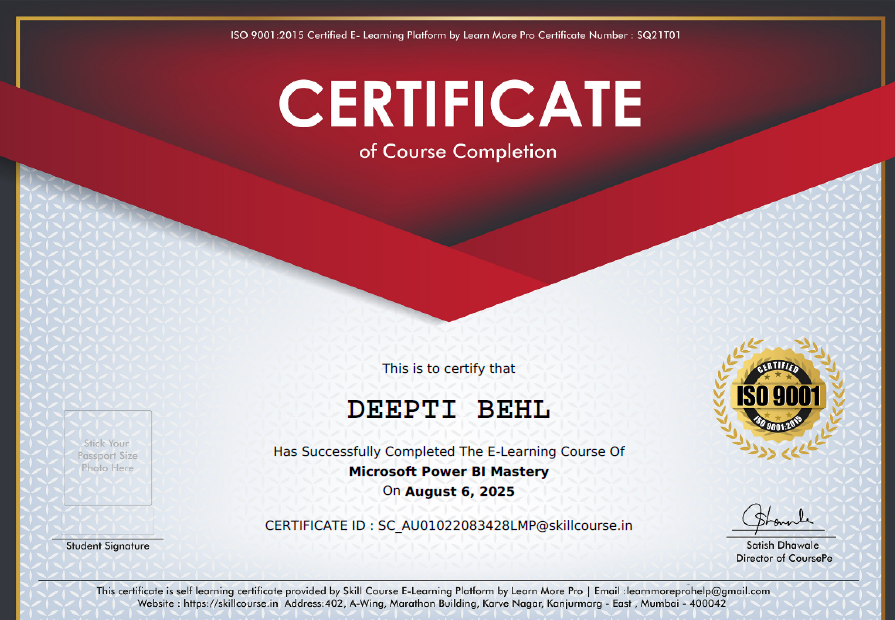 ISO 9001:2015 Certified E- Learning Platform by Learn More Pro Certificate Number : SQ21T01
CERTIFICATE
of Course Completion
This is to certify that
DEEPTI BEHL
Has Successfully Completed The E-Learning Course Of
Microsoft Power BI Mastery
On August 6, 2025
CERTIFICATE ID : SC_AU01022083428LMP@skillcourse.in
CERTIFIED
ISO 9001
ISO 9001:2015
Stick Your
Passport Size
Photo Here
Student Signature
Satish Dhawale
Director of CoursePe
This certificate is self learning certificate provided by Skill Course E-Learning Platform by Learn More Pro | Email :learnmoreprohelp@gmail.com
Website : https://skillcourse.in Address:402, A-Wing, Marathon Building, Karve Nagar, Kanjurmarg - East , Mumbai - 400042